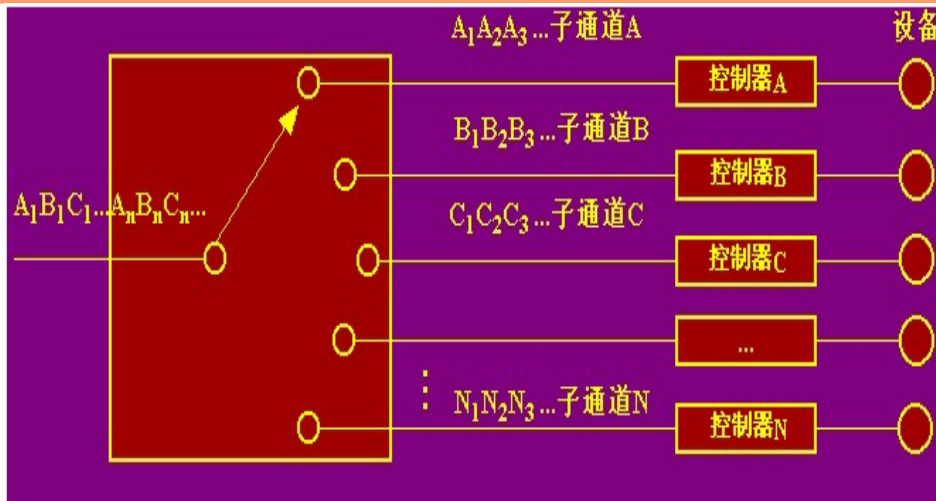 A₁A₂A₃...子通道A
设备
控制器A
B₁B₂B₃...子通道B
控制器B
A₁B₁C₁...AₙBₙCₙ...
C₁C₂C₃...子通道C
控制器C
...
⋮
N₁N₂N₃...子通道N
控制器N